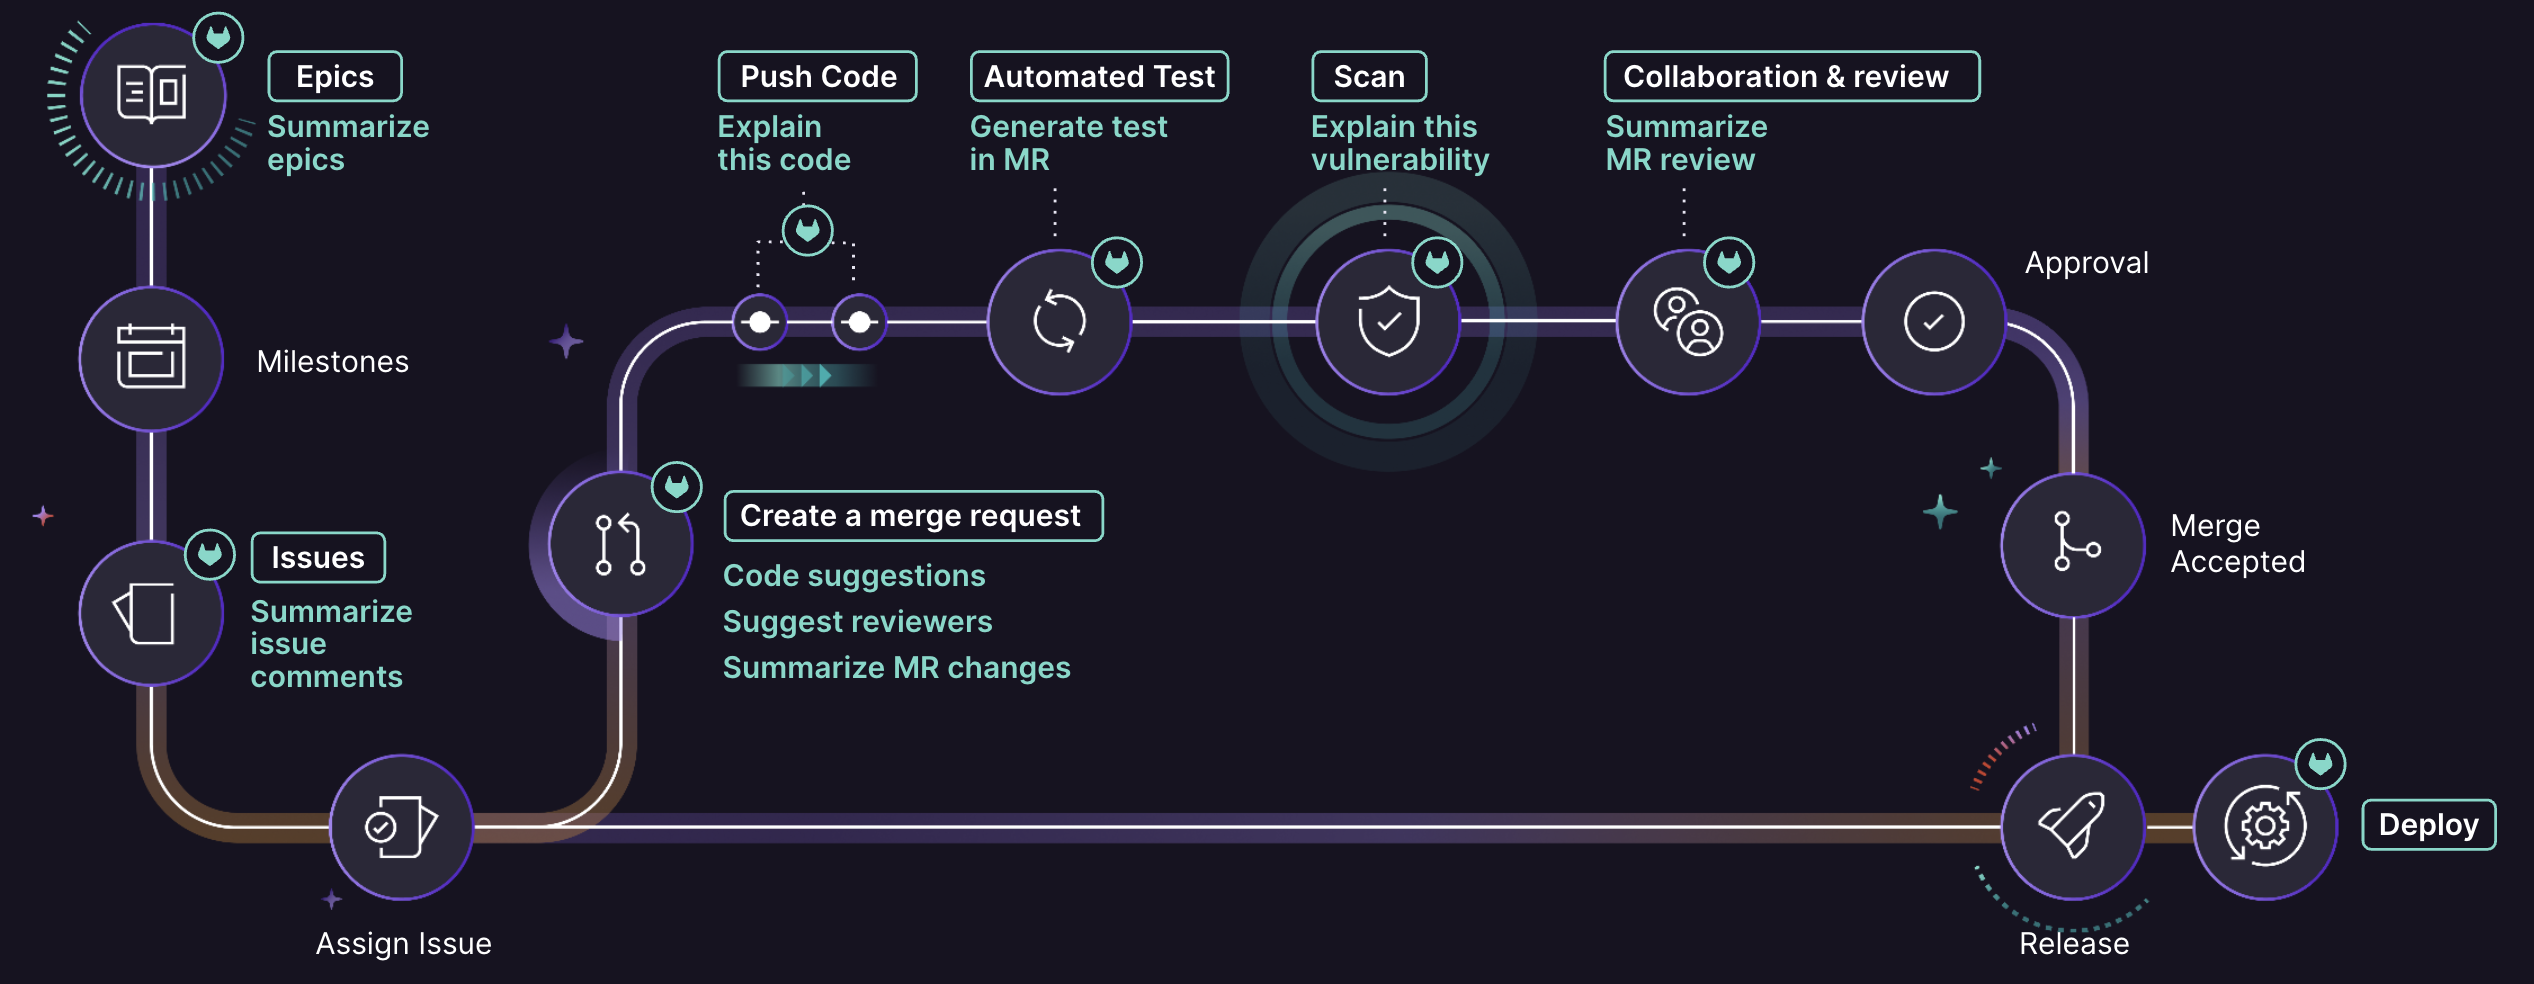 Epics
Summarize
epics
Milestones
Issues
Summarize
issue
comments
Assign Issue
Create a merge request
Code suggestions
Suggest reviewers
Summarize MR changes
Push Code
Explain
this code
Automated Test
Generate test
in MR
Scan
Explain this
vulnerability
Collaboration & review
Summarize
MR review
Approval
Merge
Accepted
Release
Deploy